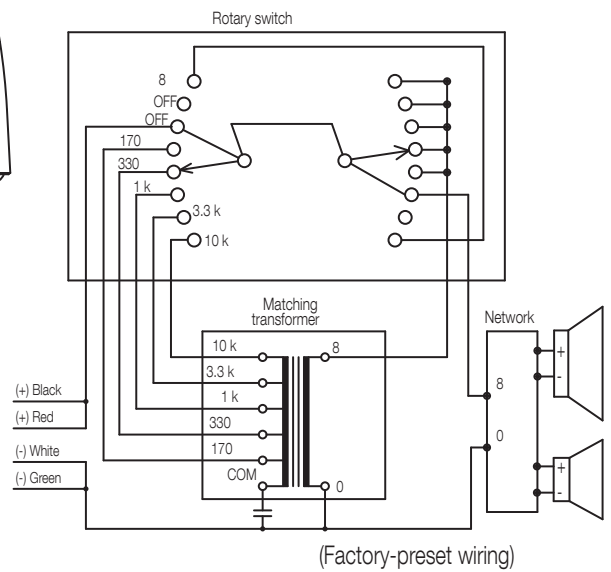 Rotary switch
8
OFF
OFF
170
330
1 k
3.3 k
10 k
Matching
transformer
Network
10 k
8
3.3 k
1 k
330
170
COM
0
8
0
+
-
+
-
(+) Black
(+) Red
(-) White
(-) Green
(Factory-preset wiring)